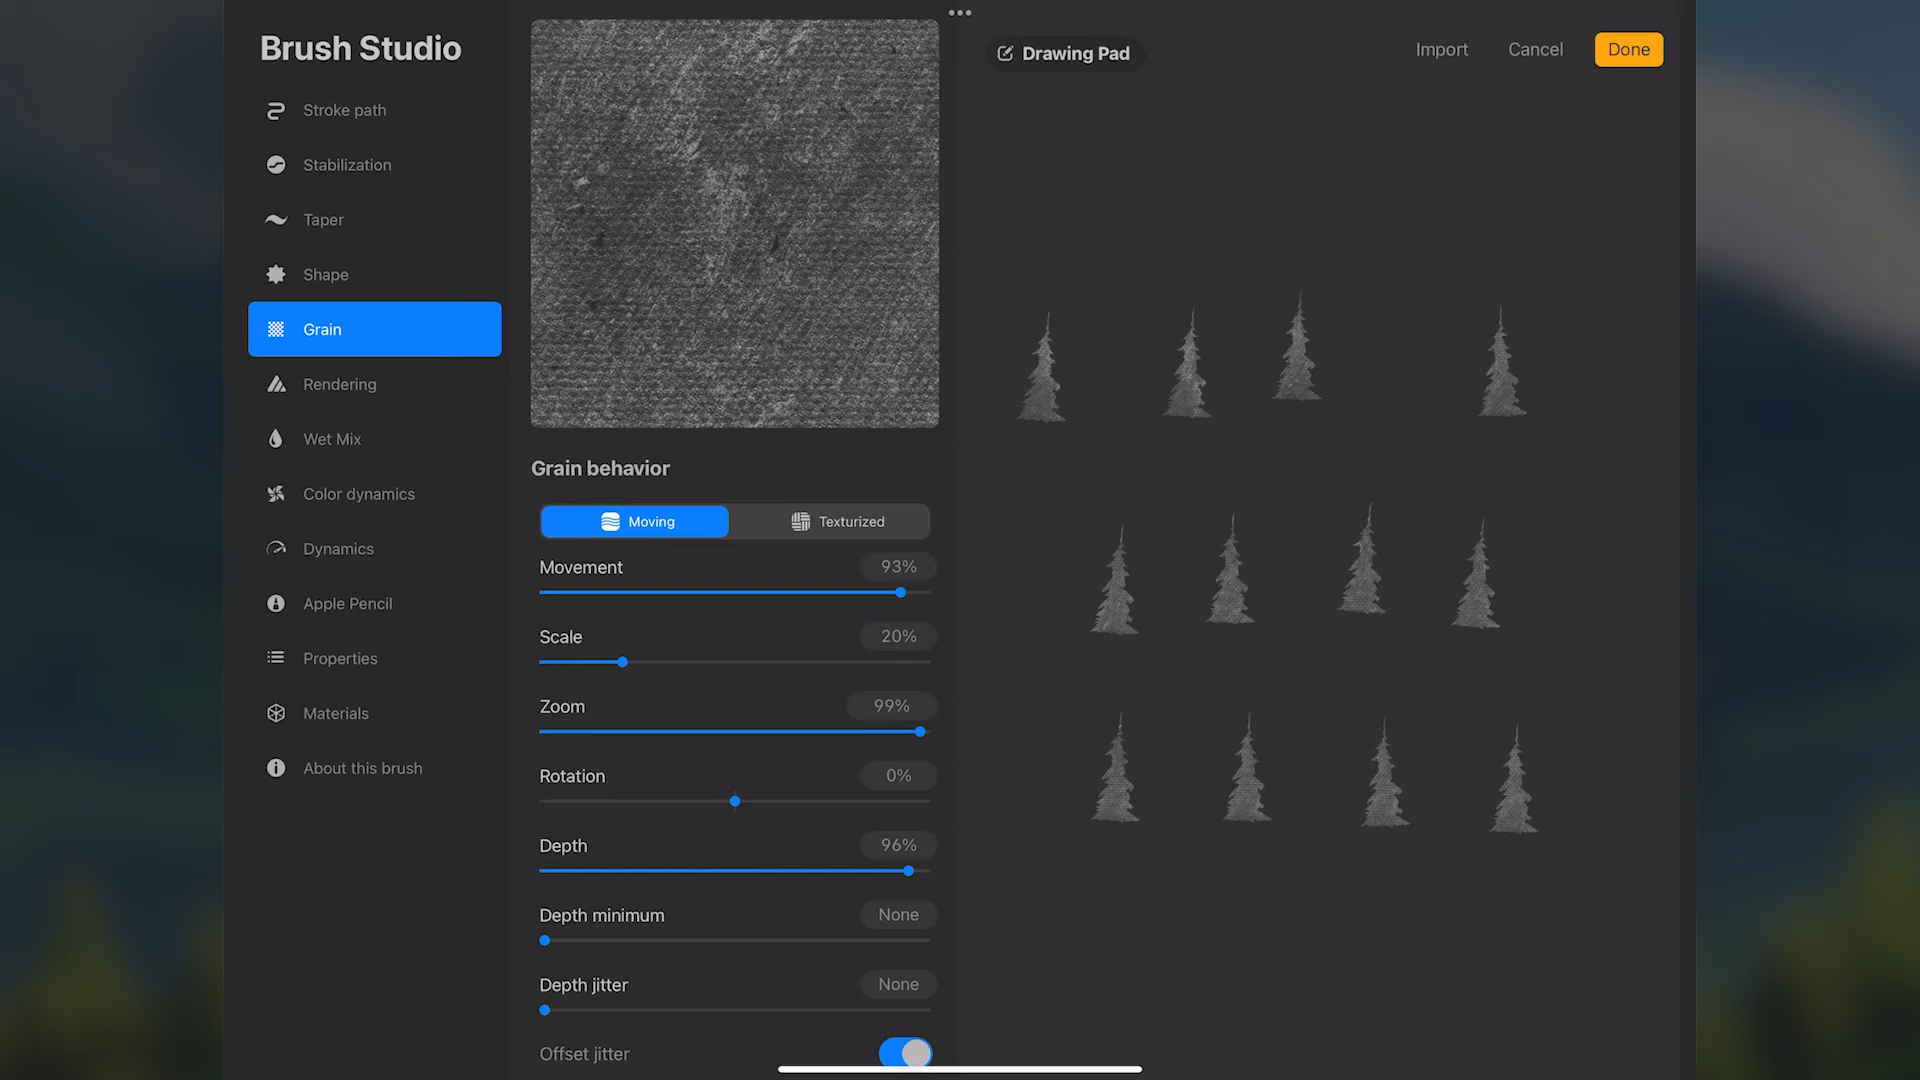 Brush Studio
Stroke path
Stabilization
Taper
Shape
Grain
Rendering
Wet Mix
Color dynamics
Dynamics
Apple Pencil
Properties
Materials
About this brush
Grain behavior
Moving
Texturized
Movement
93%
Scale
20%
Zoom
99%
Rotation
0%
Depth
96%
Depth minimum
None
Depth jitter
None
Offset jitter
Drawing Pad
Import
Cancel
Done